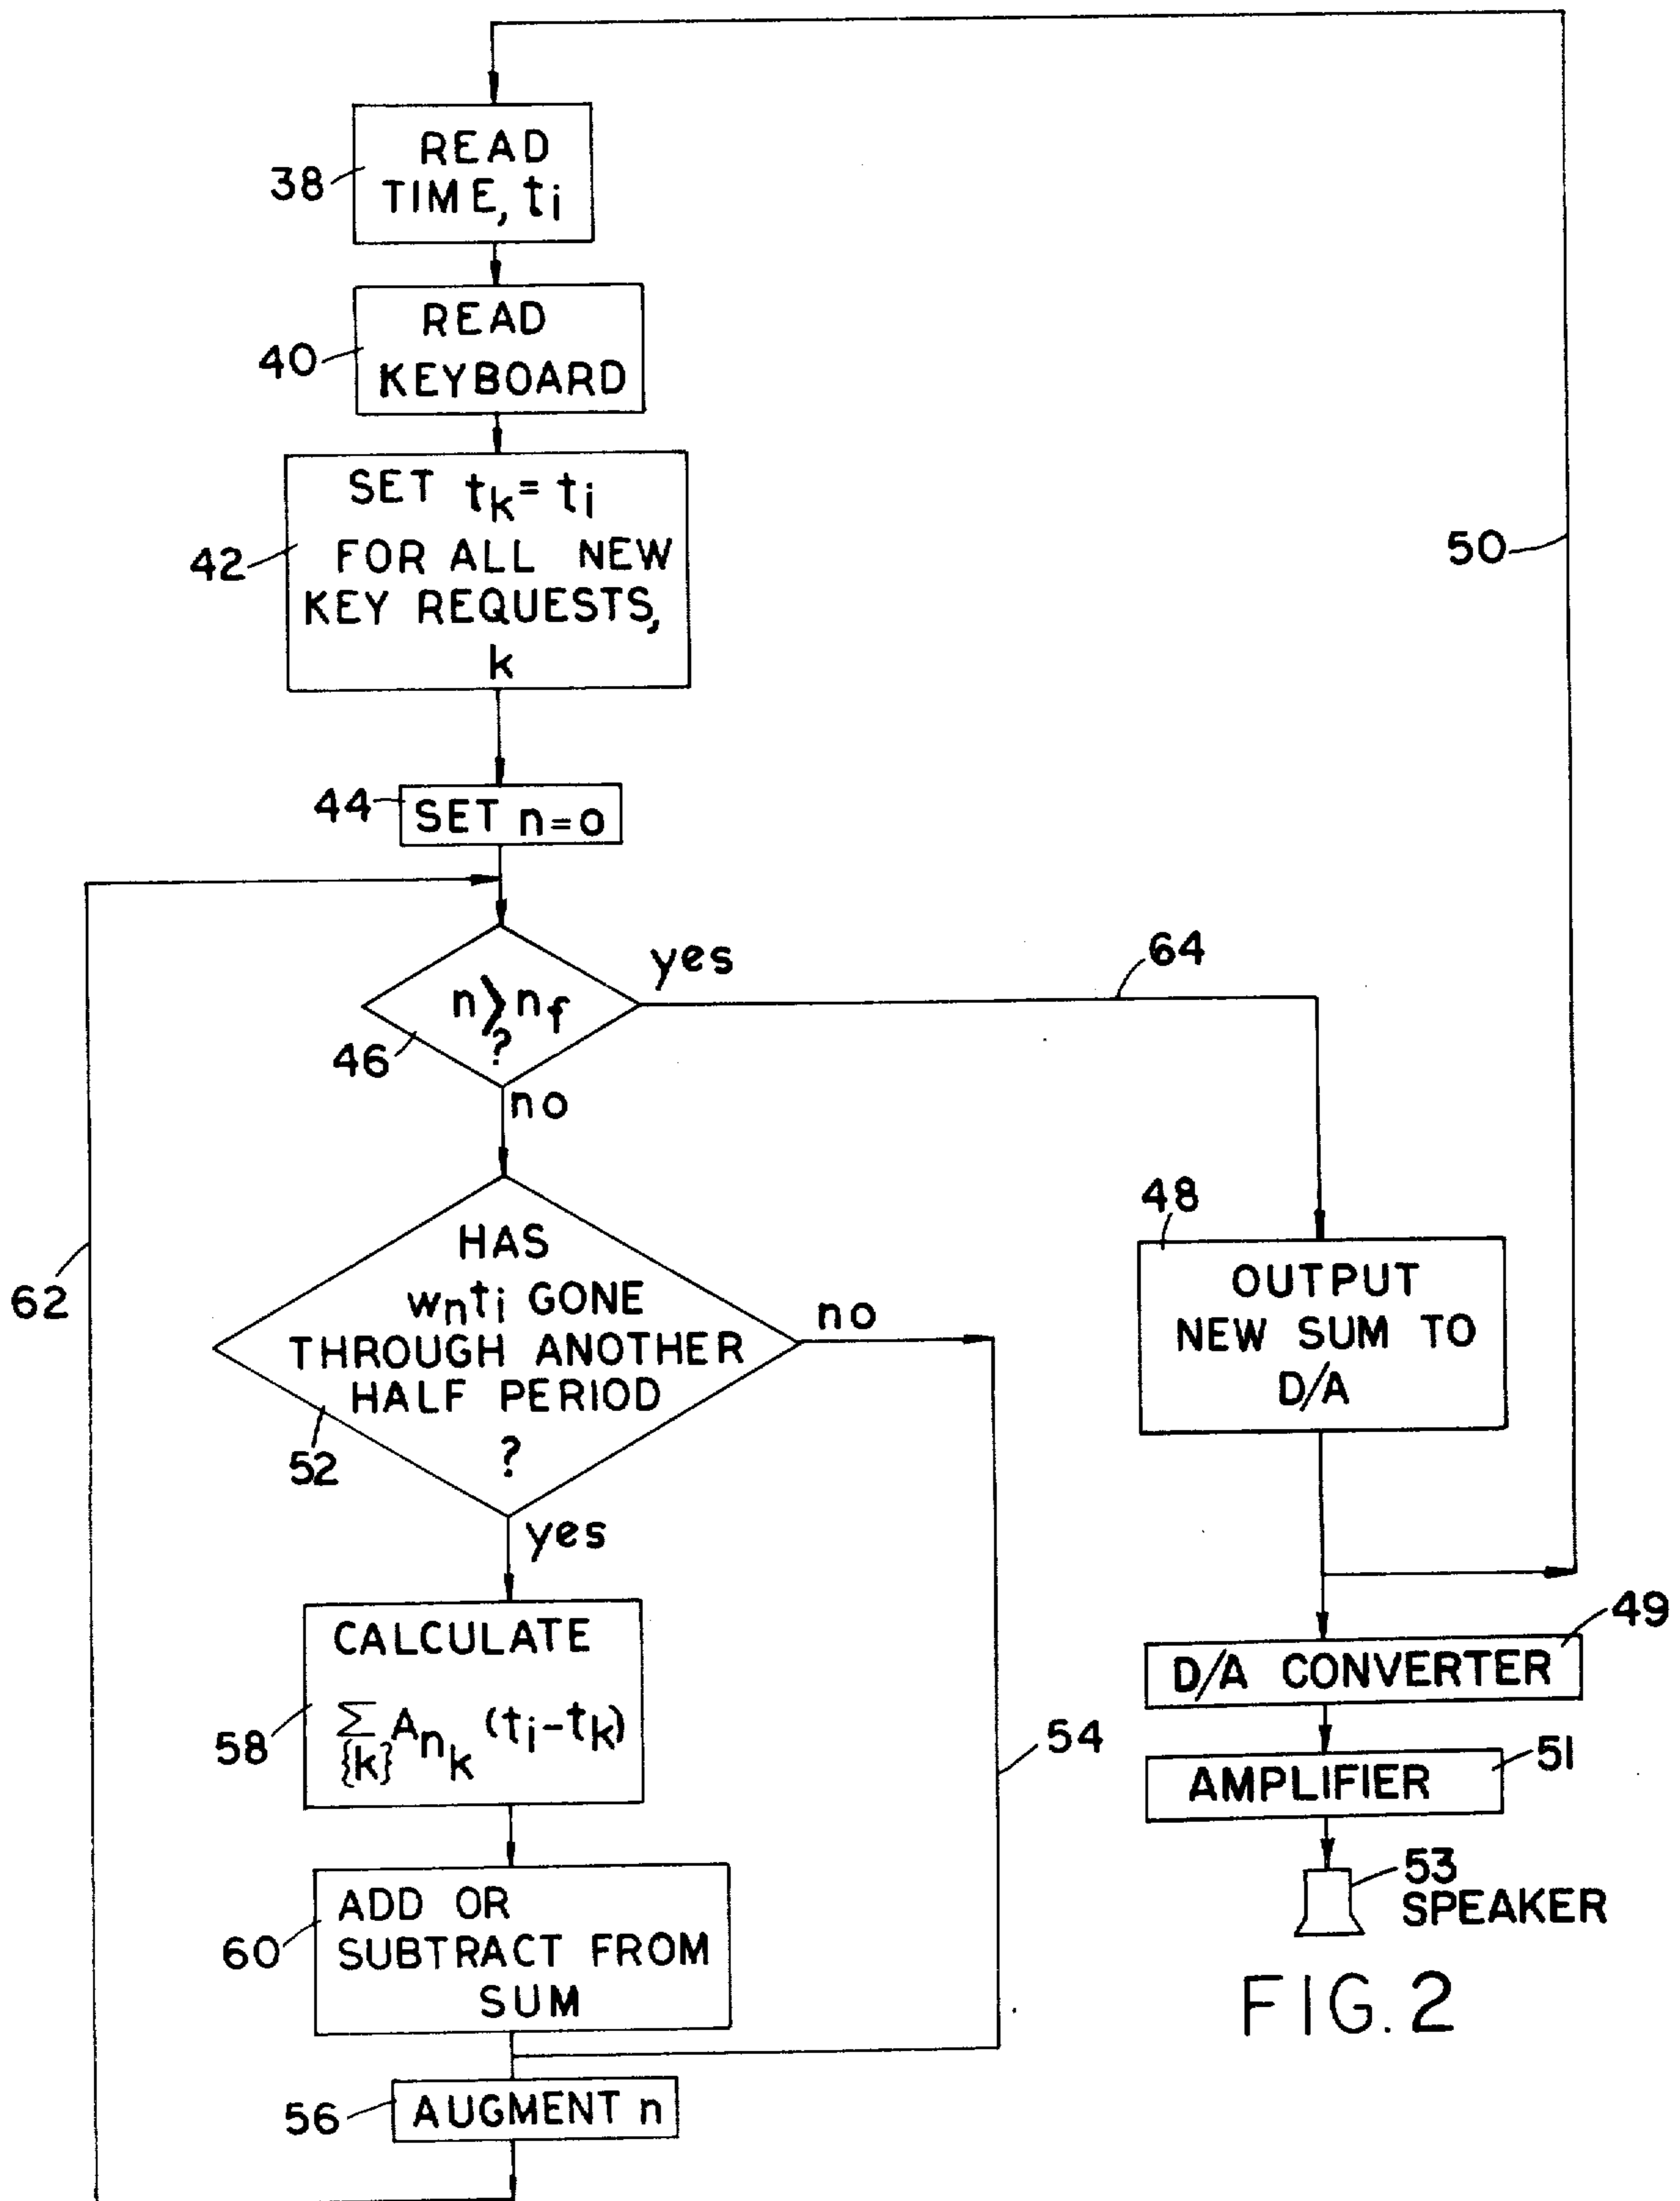 READ
TIME, ti
38
READ
KEYBOARD
40
SET tk = ti
FOR ALL NEW
KEY REQUESTS,
k
42
50
44
SET n=0
yes
64
n > nf
?
46
no
48
HAS
wnti GONE
THROUGH ANOTHER
HALF PERIOD
?
52
no
62
OUTPUT
NEW SUM TO
D/A
yes
CALCULATE
∑ Ank (ti-tk)
{k}
58
54
49
D/A CONVERTER
AMPLIFIER
51
53
SPEAKER
ADD OR
SUBTRACT FROM
SUM
60
FIG. 2
56
AUGMENT n